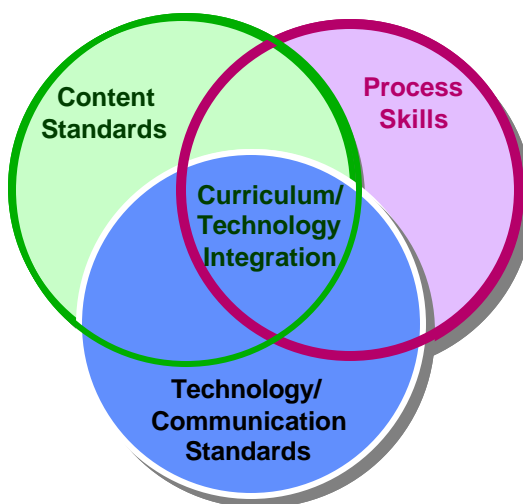 Content
Standards
Process
Skills
Curriculum/
Technology
Integration
Technology/
Communication
Standards